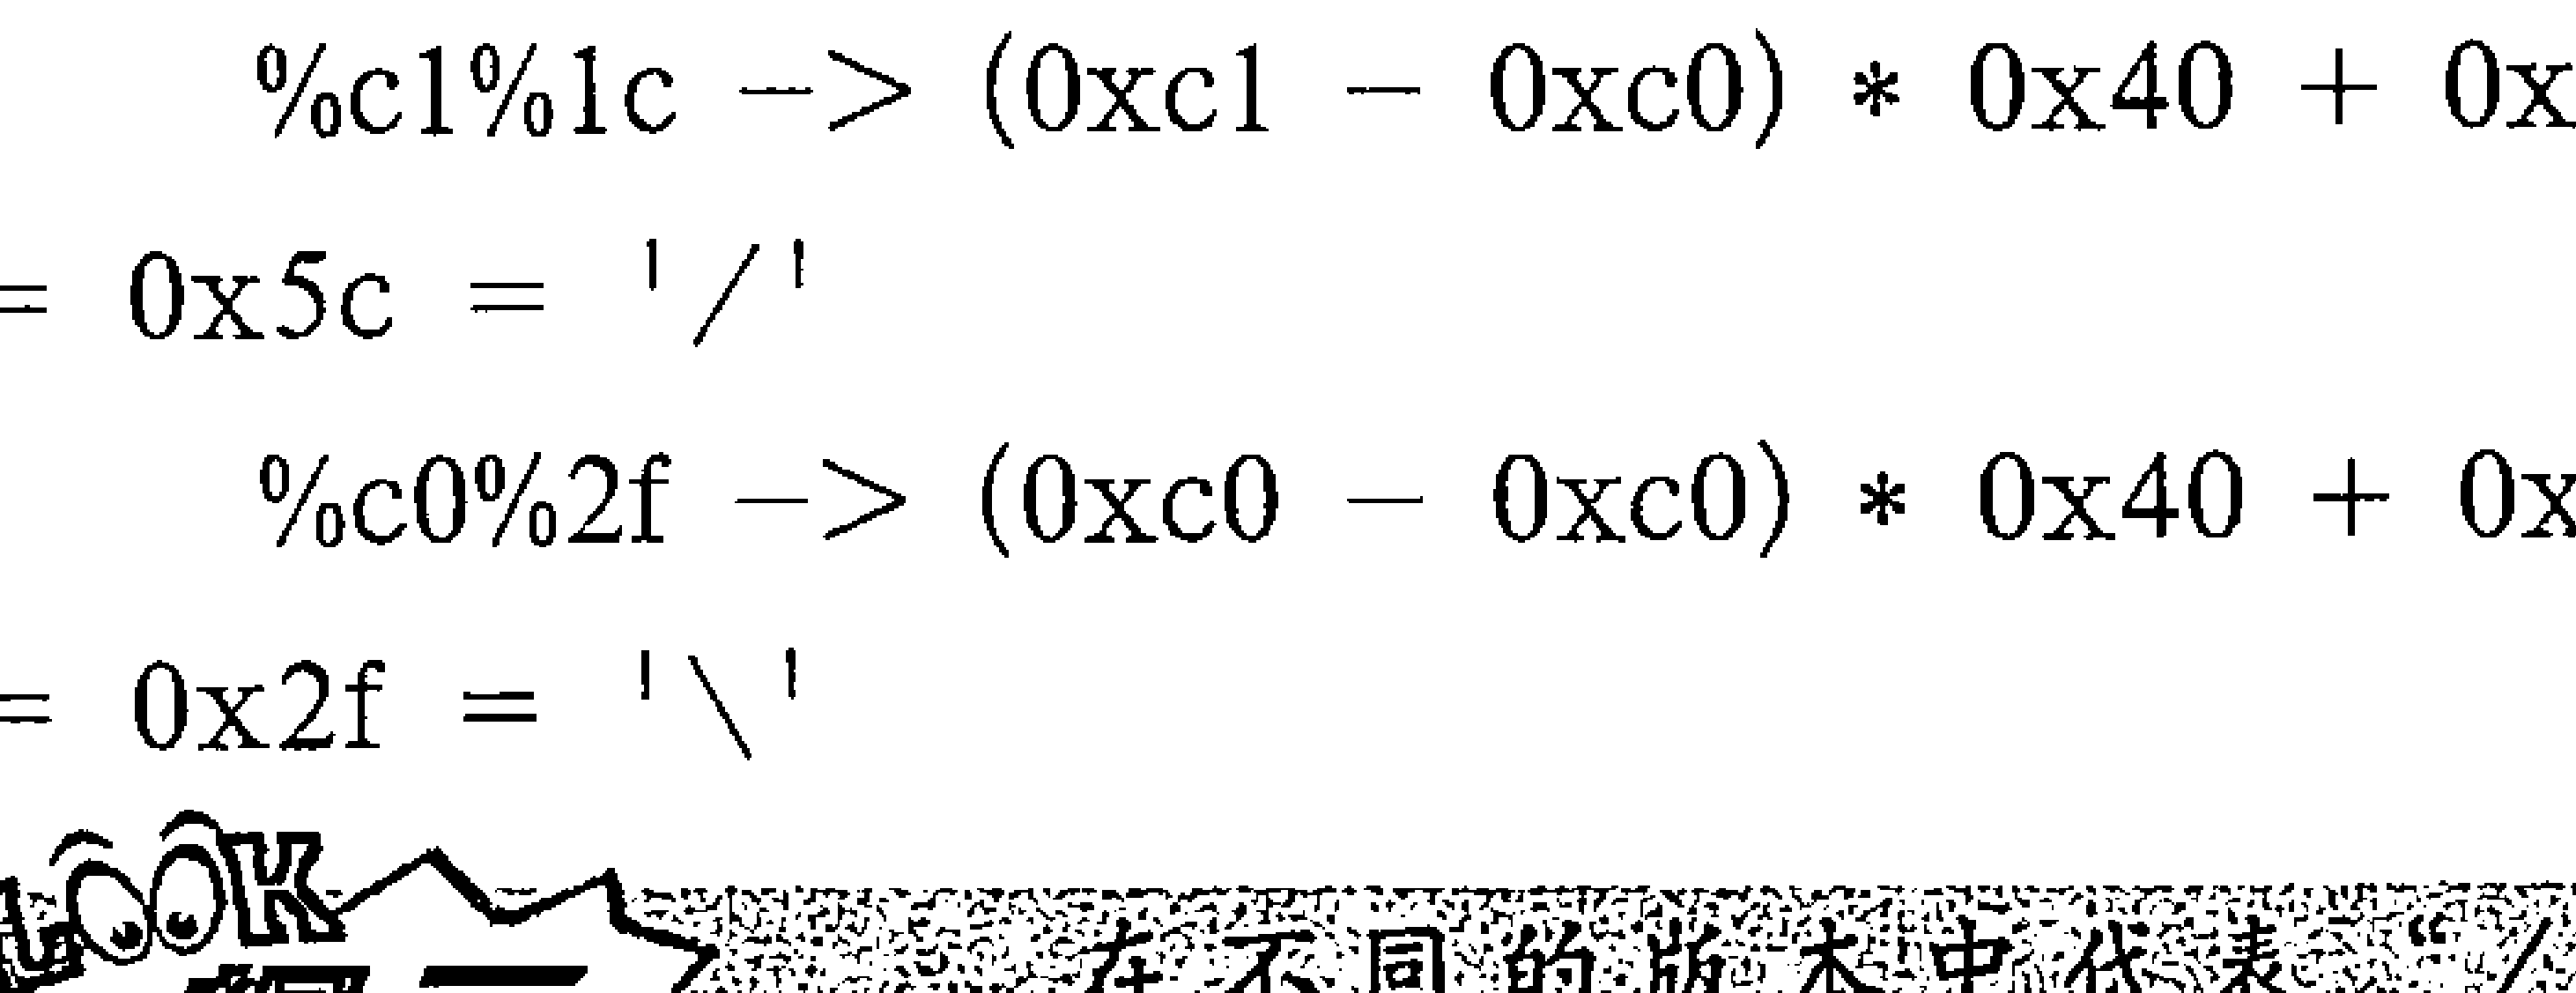 %c1%1c -> (0xc1 - 0xc0) * 0x40 + 0x
= 0x5c = '/'
%c0%2f -> (0xc0 - 0xc0) * 0x40 + 0x
= 0x2f = '\'
LOOK
在不同的版本中代表“/